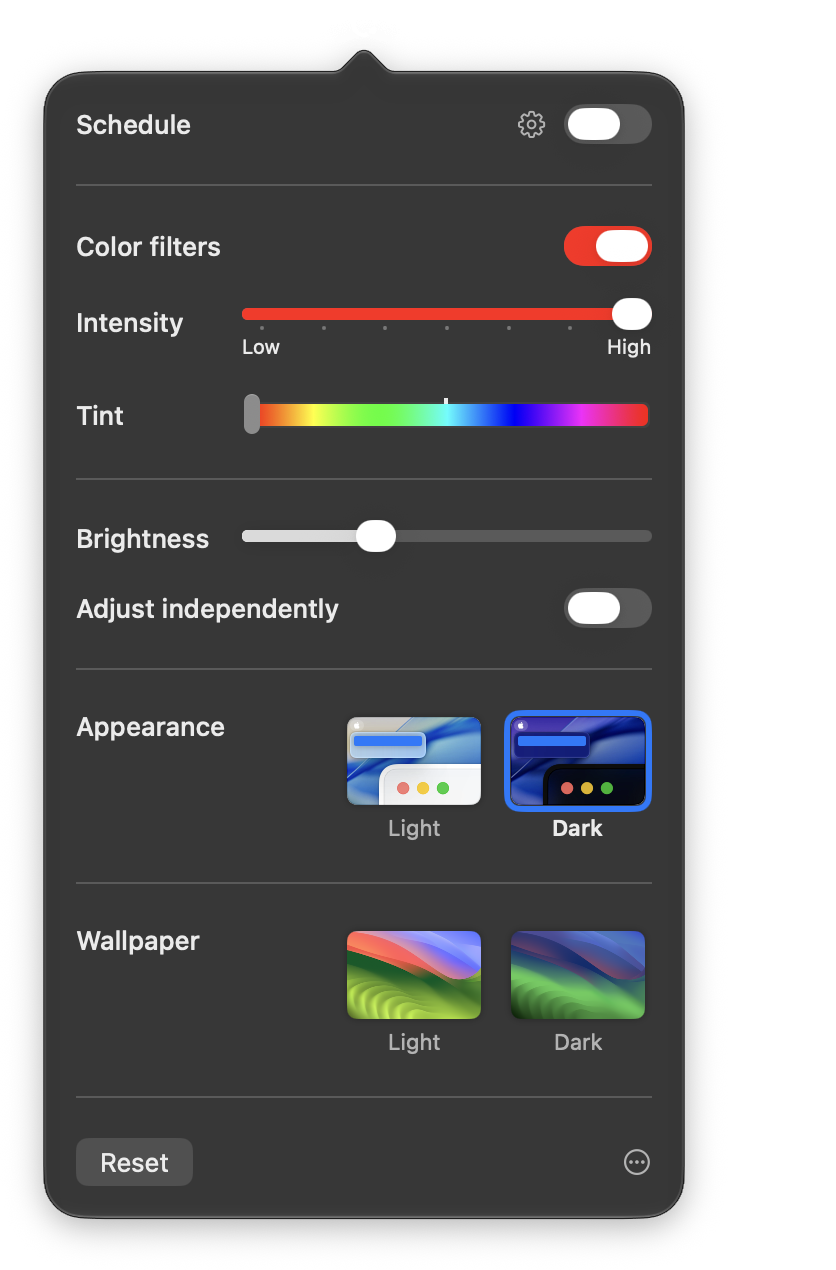 Schedule
Color filters
Intensity
Low High
Tint
Brightness
Adjust independently
Appearance
Light Dark
Wallpaper
Light Dark
Reset